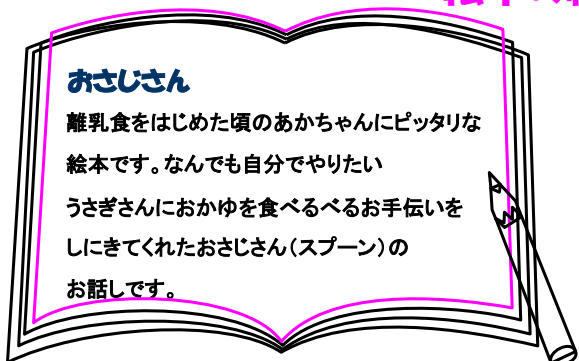 おさじさん
離乳食をはじめた頃のあかちゃんにピッタリな
絵本です。なんでも自分でやりたい
うさぎさんにおかゆを食べるべるお手伝いを
しにきてくれたおさじさん(スプーン)の
お話しです。